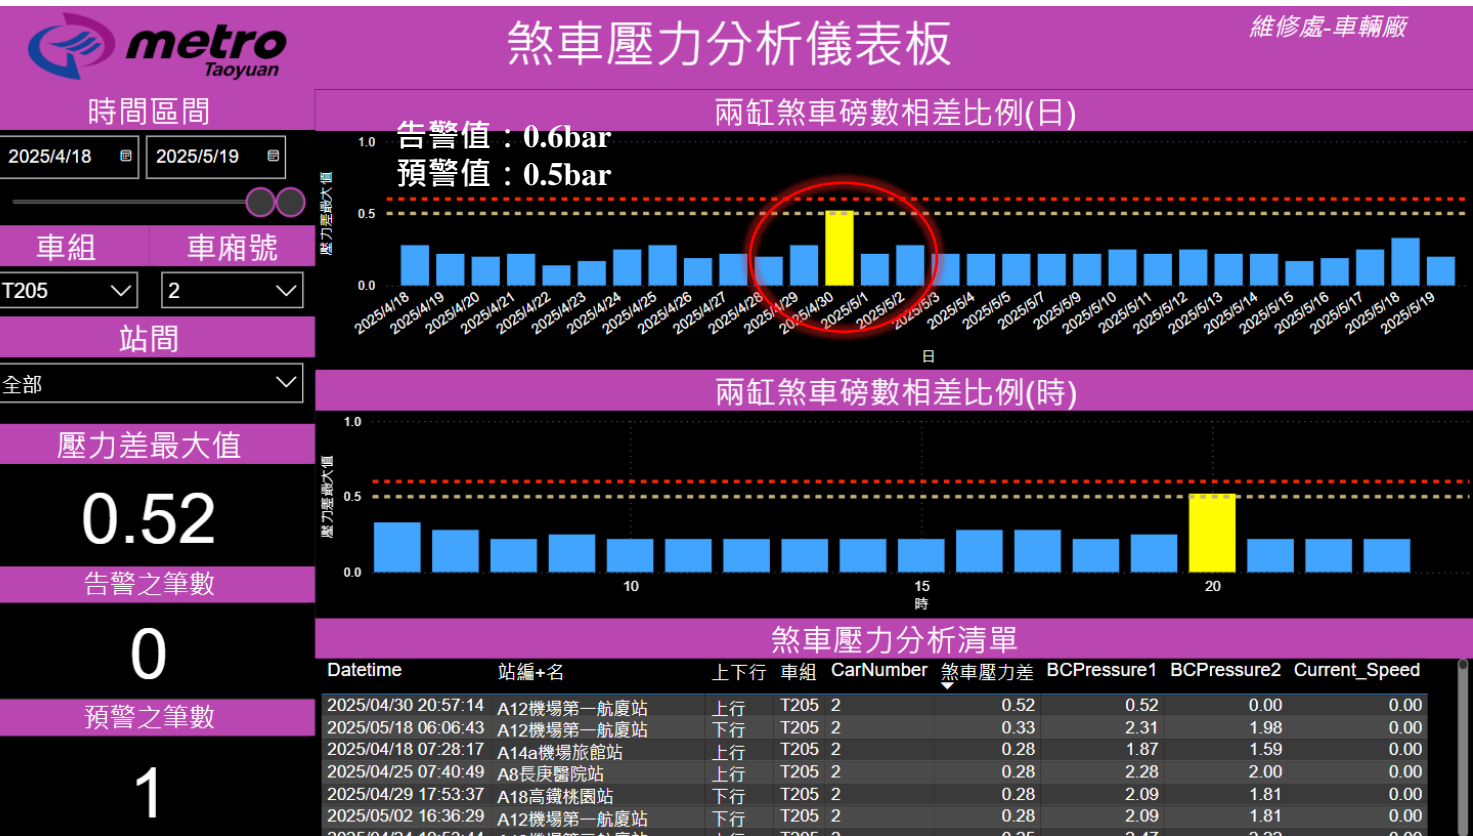 metro
Taoyuan
煞車壓力分析儀表板
維修處-車輛廠
時間區間
2025/4/18
2025/5/19
車組
車廂號
T205
2
站間
全部
壓力差最大值
0.52
告警之筆數
0
預警之筆數
1
兩缸煞車磅數相差比例(日)
告警值：0.6bar
預警值：0.5bar
壓力差最大值
1.0
0.5
0.0
2025/4/18 2025/4/19 2025/4/20 2025/4/21 2025/4/22 2025/4/23 2025/4/24 2025/4/25 2025/4/26 2025/4/27 2025/4/28 2025/4/29 2025/4/30 2025/5/1 2025/5/2 2025/5/3 2025/5/4 2025/5/5 2025/5/7 2025/5/9 2025/5/10 2025/5/11 2025/5/12 2025/5/13 2025/5/14 2025/5/15 2025/5/16 2025/5/17 2025/5/18 2025/5/19
日
兩缸煞車磅數相差比例(時)
壓力差最大值
1.0
0.5
0.0
10 15 20
時
煞車壓力分析清單
Datetime 站編+名 上下行 車組 CarNumber 煞車壓力差 BCPressure1 BCPressure2 Current_Speed
2025/04/30 20:57:14 A12機場第一航廈站 上行 T205 2 0.52 0.52 0.00 0.00
2025/05/18 06:06:43 A12機場第一航廈站 下行 T205 2 0.33 2.31 1.98 0.00
2025/04/18 07:28:17 A14a機場旅館站 上行 T205 2 0.28 1.87 1.59 0.00
2025/04/25 07:40:49 A8長庚醫院站 上行 T205 2 0.28 2.28 2.00 0.00
2025/04/29 17:53:37 A18高鐵桃園站 下行 T205 2 0.28 2.09 1.81 0.00
2025/05/02 16:36:29 A12機場第一航廈站 下行 T205 2 0.28 2.09 1.81 0.00